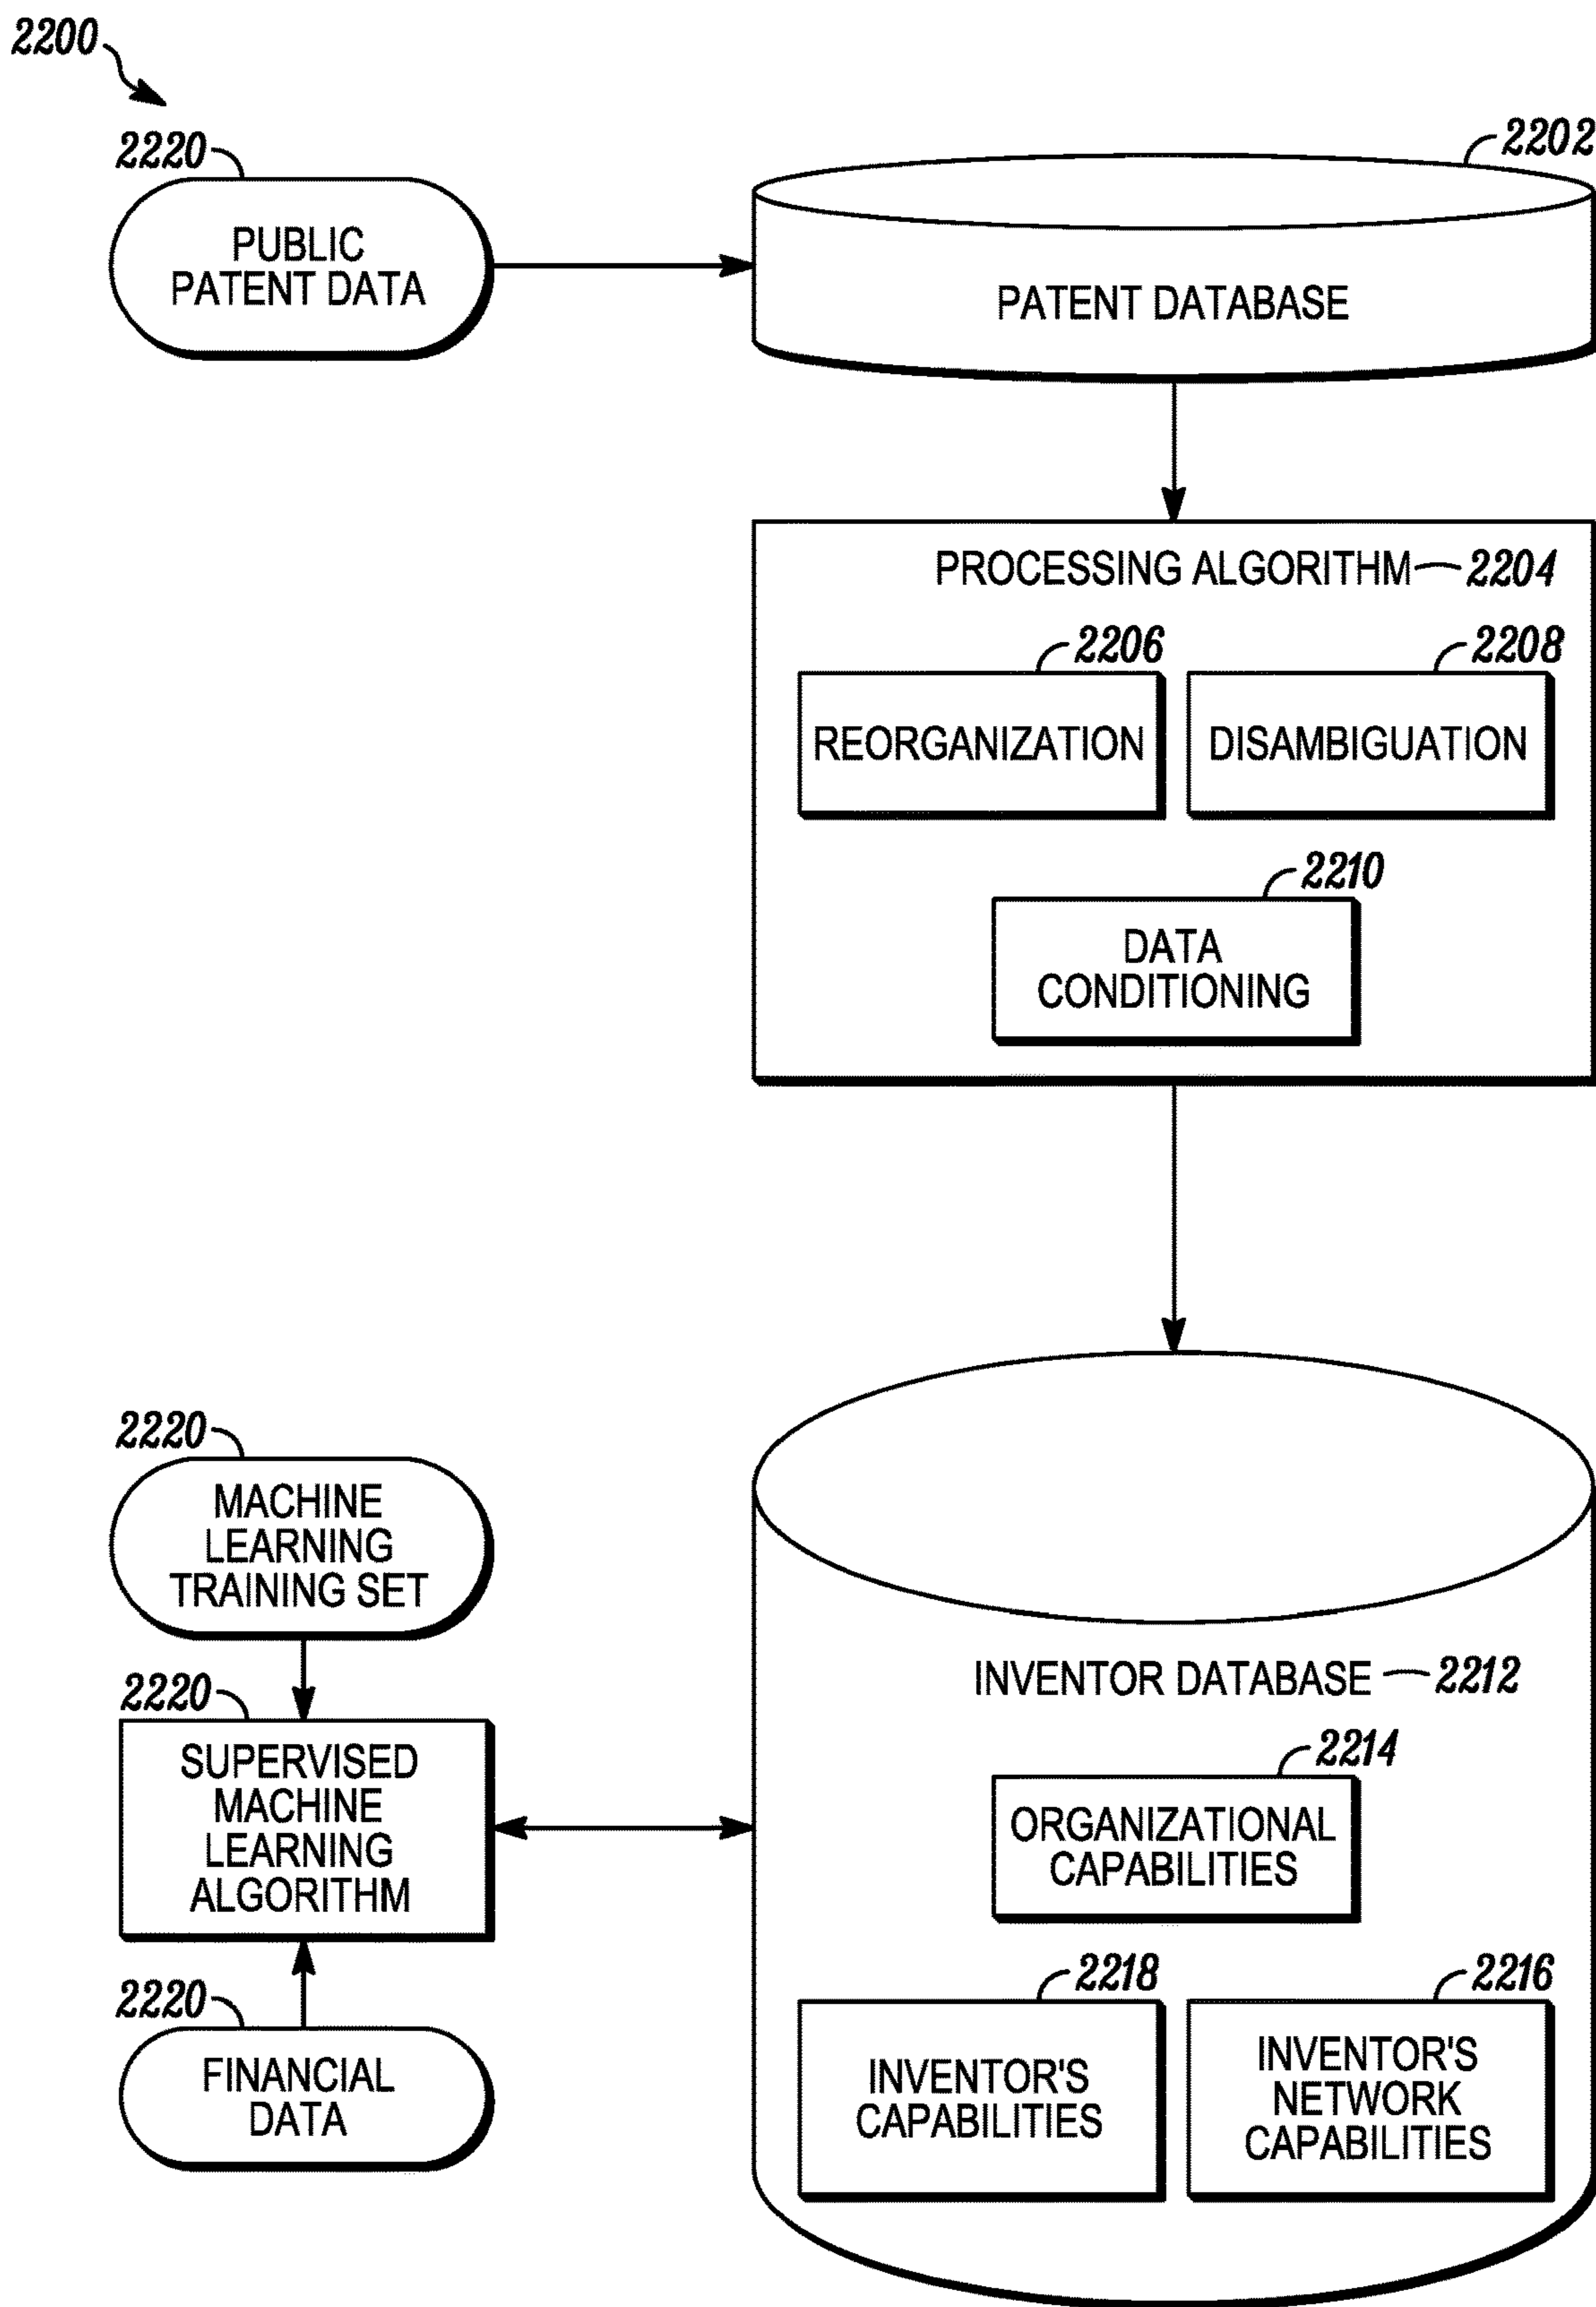 2200
2220
PUBLIC
PATENT DATA
2202
PATENT DATABASE
PROCESSING ALGORITHM 2204
2206
REORGANIZATION
2208
DISAMBIGUATION
2210
DATA
CONDITIONING
2220
MACHINE
LEARNING
TRAINING SET
2220
SUPERVISED
MACHINE
LEARNING
ALGORITHM
2220
FINANCIAL
DATA
INVENTOR DATABASE 2212
2214
ORGANIZATIONAL
CAPABILITIES
2218
INVENTOR'S
CAPABILITIES
2216
INVENTOR'S
NETWORK
CAPABILITIES